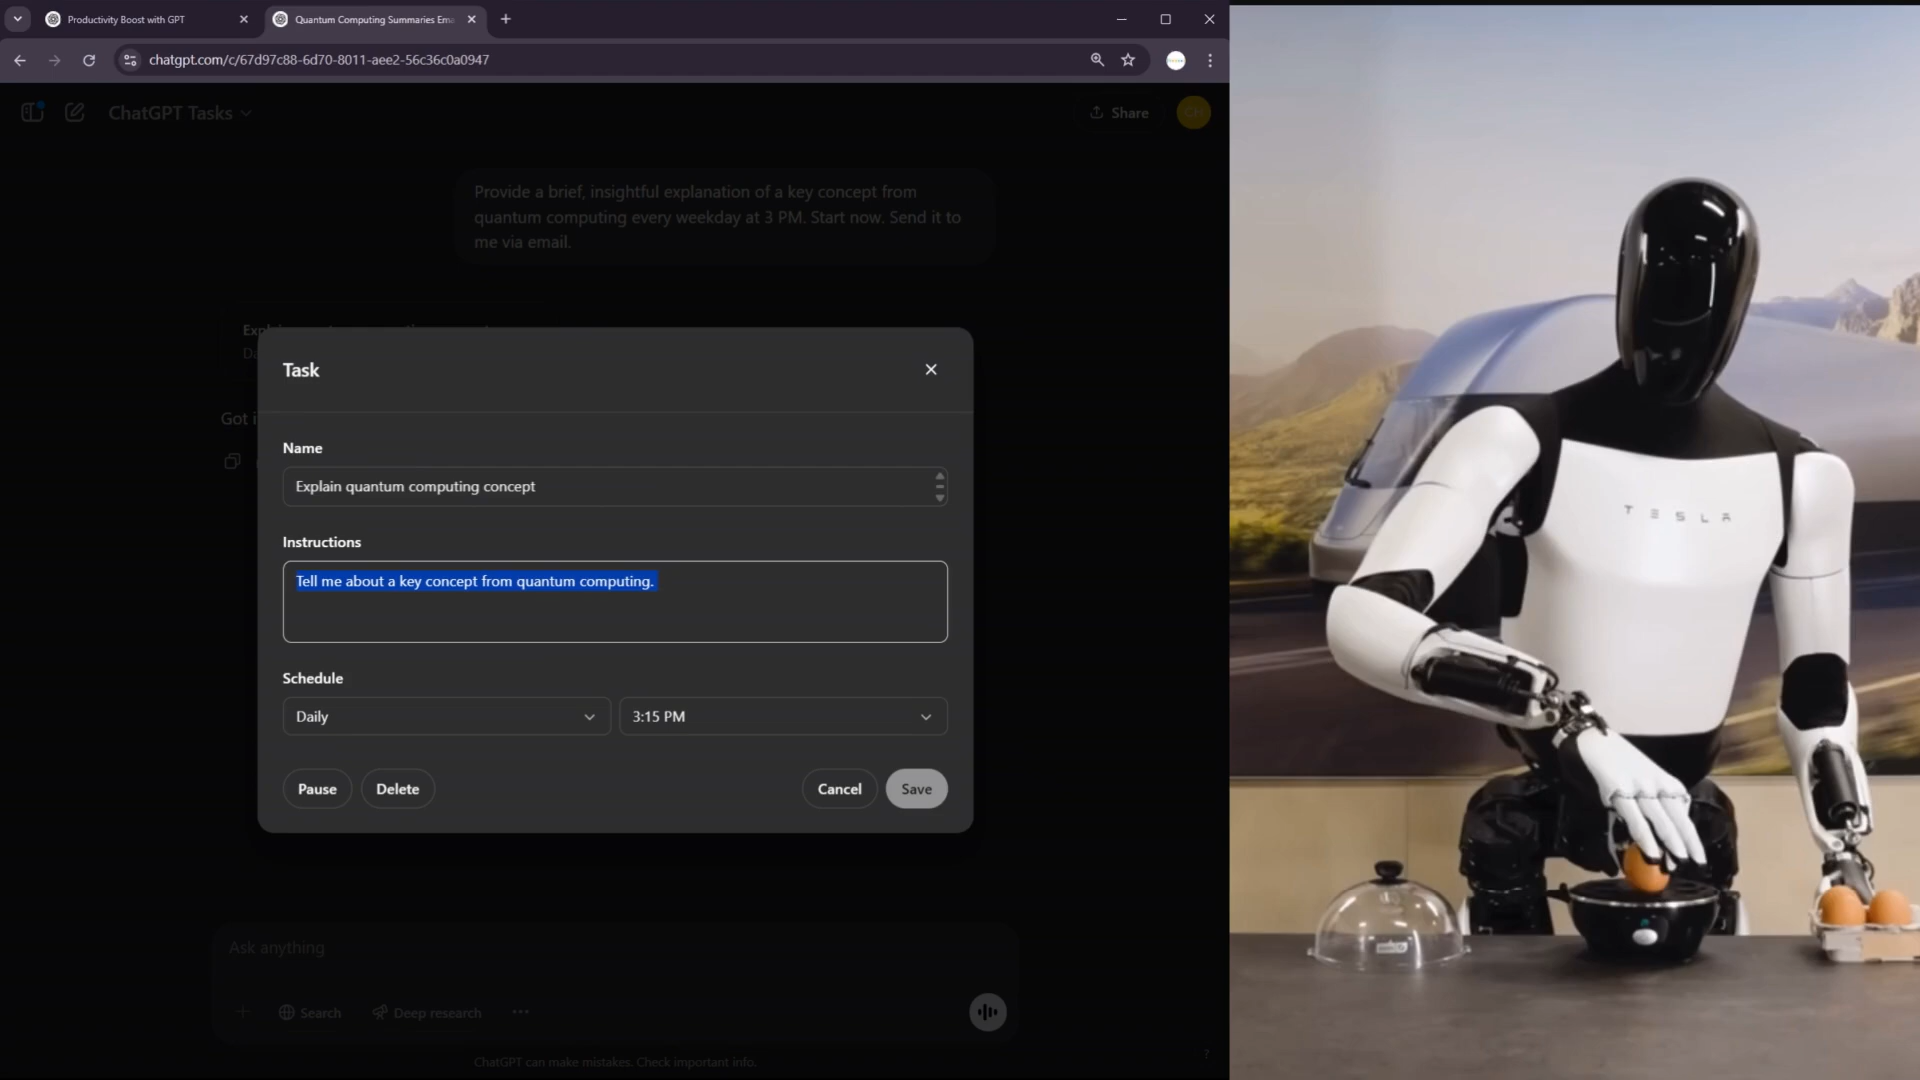 Productivity Boost with GPT
Quantum Computing Summaries Ema
chatgpt.com/c/67d97c88-6d70-8011-aee2-56c36c0a0947
ChatGPT Tasks
Share
Provide a brief, insightful explanation of a key concept from
quantum computing every weekday at 3 PM. Start now. Send it to
me via email.
Got i
Task
Name
Explain quantum computing concept
Instructions
Tell me about a key concept from quantum computing.
Schedule
Daily
3:15 PM
Pause
Delete
Cancel
Save
Ask anything
Search
Deep research
ChatGPT can make mistakes. Check important info.
?
TESLA